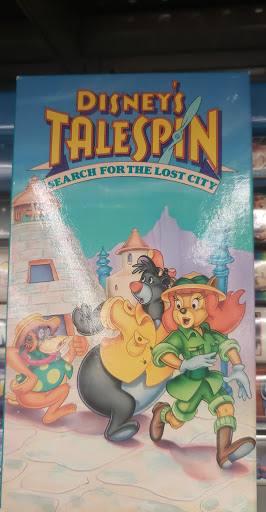 DISNEY'S
TALESPIN
SEARCH FOR THE LOST CITY